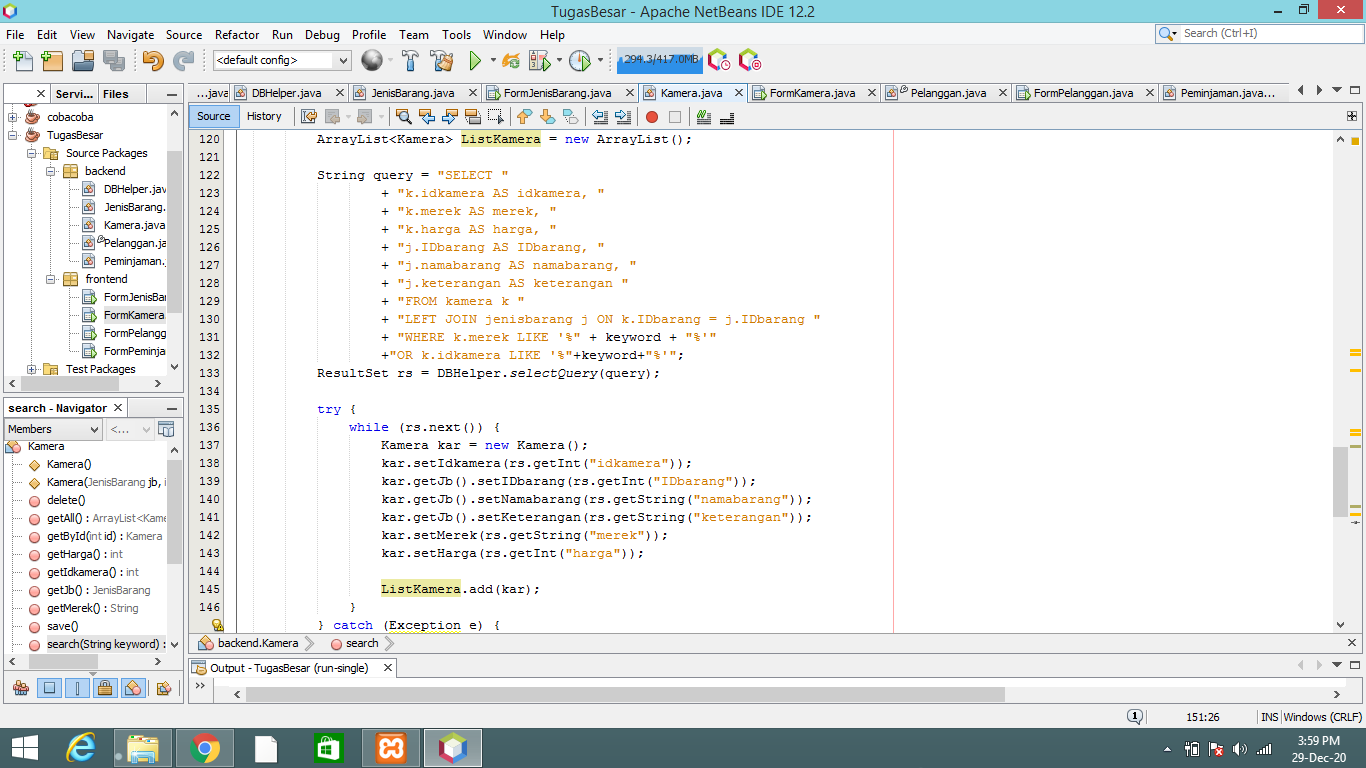 TugasBesar - Apache NetBeans IDE 12.2
File Edit View Navigate Source Refactor Run Debug Profile Team Tools Window Help
Search (Ctrl+I)
<default config>
294.3/417.0MB
Servi... Files
...java DBHelper.java JenisBarang.java FormJenisBarang.java Kamera.java FormKamera.java Pelanggan.java FormPelanggan.java Peminjaman.java...
Source History
cobacoba
TugasBesar
Source Packages
backend
DBHelper.jav
JenisBarang.
Kamera.java
Pelanggan.ja
Peminjaman.j
frontend
FormJenisBar
FormKamera.
FormPelangg
FormPeminja
Test Packages
search - Navigator
Members
<...
Kamera
Kamera()
Kamera(JenisBarang jb, i
delete()
getAll() : ArrayList<Kame
getById(int id) : Kamera
getHarga() : int
getIdkamera() : int
getJb() : JenisBarang
getMerek() : String
save()
search(String keyword) :
120 ArrayList<Kamera> ListKamera = new ArrayList();
121
122 String query = "SELECT "
123 + "k.idkamera AS idkamera, "
124 + "k.merek AS merek, "
125 + "k.harga AS harga, "
126 + "j.IDbarang AS IDbarang, "
127 + "j.namabarang AS namabarang, "
128 + "j.keterangan AS keterangan "
129 + "FROM kamera k "
130 + "LEFT JOIN jenisbarang j ON k.IDbarang = j.IDbarang "
131 + "WHERE k.merek LIKE '%" + keyword + "%'"
132 +"OR k.idkamera LIKE '%"+keyword+"%'";
133 ResultSet rs = DBHelper.selectQuery(query);
134
135 try {
136 while (rs.next()) {
137 Kamera kar = new Kamera();
138 kar.setIdkamera(rs.getInt("idkamera"));
139 kar.getJb().setIDbarang(rs.getInt("IDbarang"));
140 kar.getJb().setNamabarang(rs.getString("namabarang"));
141 kar.getJb().setKeterangan(rs.getString("keterangan"));
142 kar.setMerek(rs.getString("merek"));
143 kar.setHarga(rs.getInt("harga"));
144
145 ListKamera.add(kar);
146 }
} catch (Exception e) {
backend.Kamera search
Output - TugasBesar (run-single)
1
151:26 INS Windows (CRLF)
3:59 PM
29-Dec-20